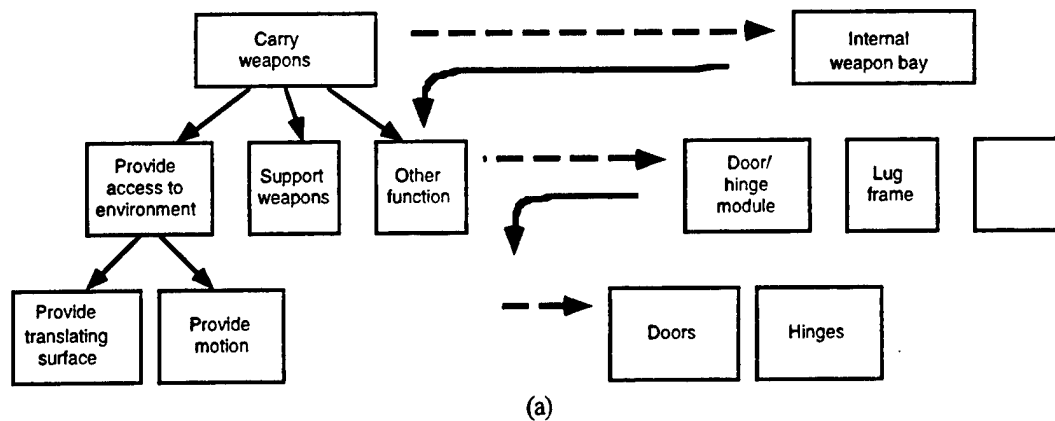 Carry
weapons
Internal
weapon bay
Provide
access to
environment
Support
weapons
Other
function
Door/
hinge
module
Lug
frame
Provide
translating
surface
Provide
motion
Doors
Hinges
(a)